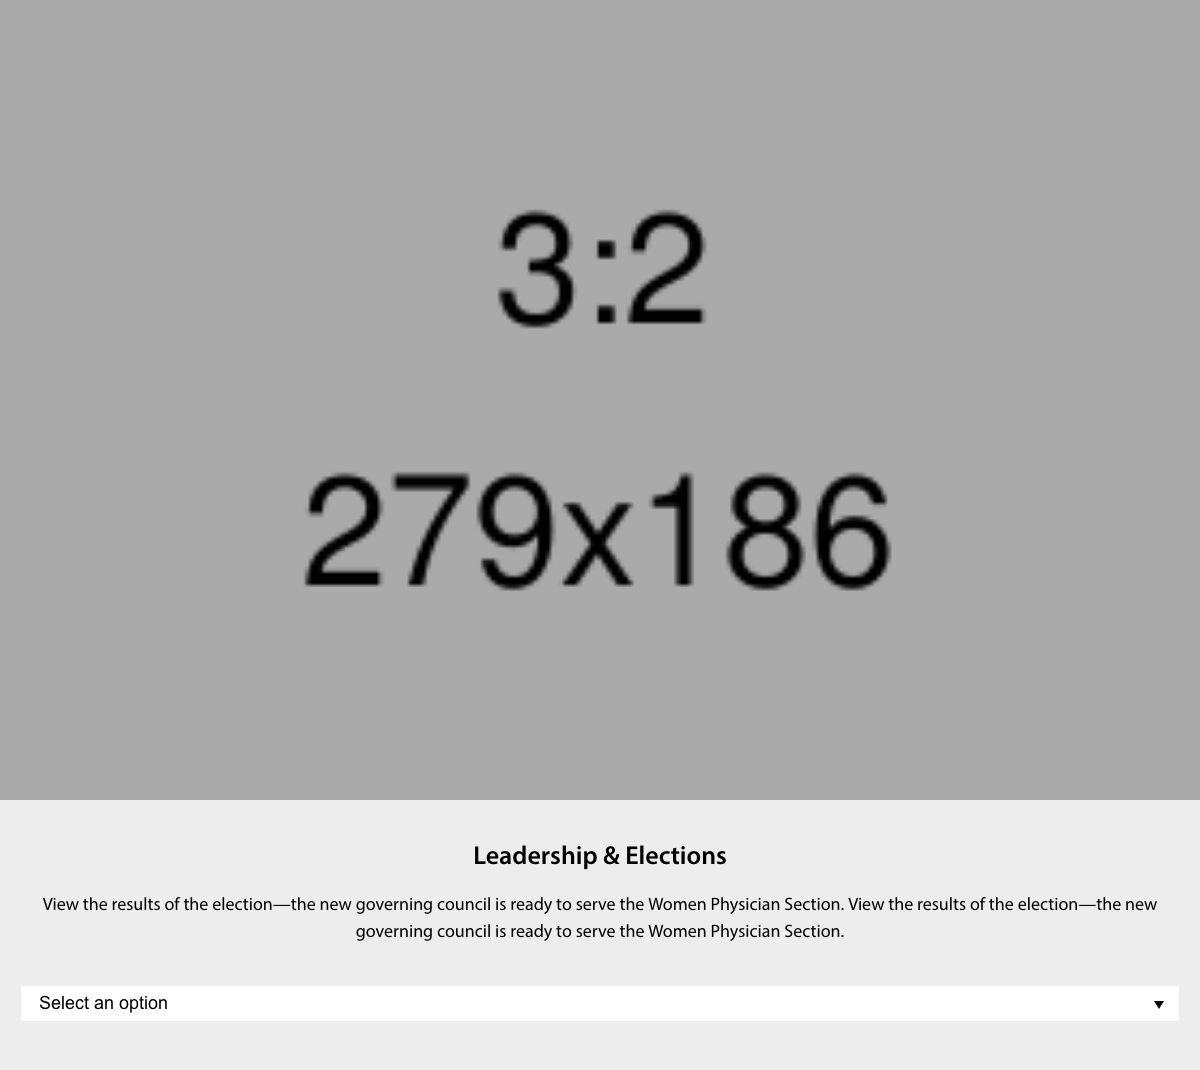 3:2
279x186
Leadership & Elections
View the results of the election—the new governing council is ready to serve the Women Physician Section. View the results of the election—the new
governing council is ready to serve the Women Physician Section.
Select an option